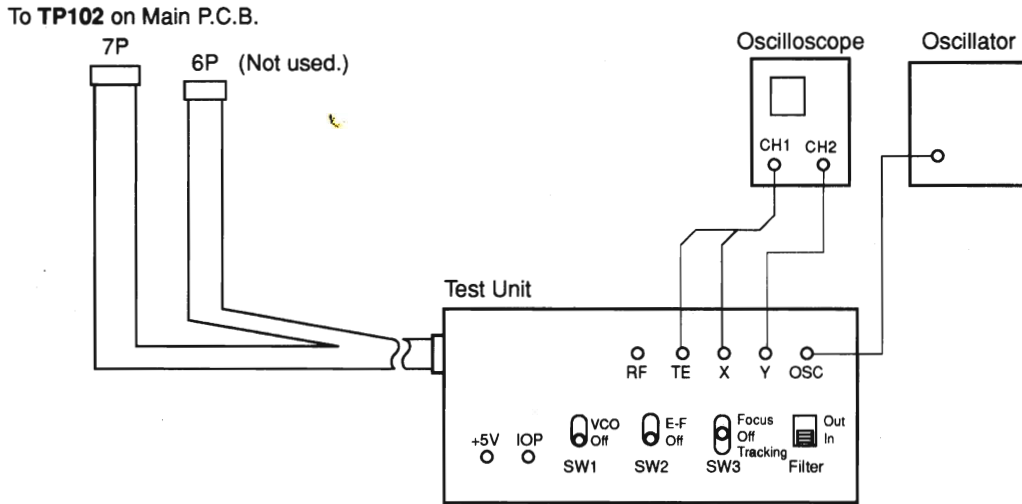 To TP102 on Main P.C.B.
7P
6P (Not used.)
Oscilloscope
Oscillator
CH1 CH2
Test Unit
RF TE X Y OSC
+5V IOP
VCO
Off
SW1
E-F
Off
SW2
Focus
Off
Tracking
SW3
Out
In
Filter